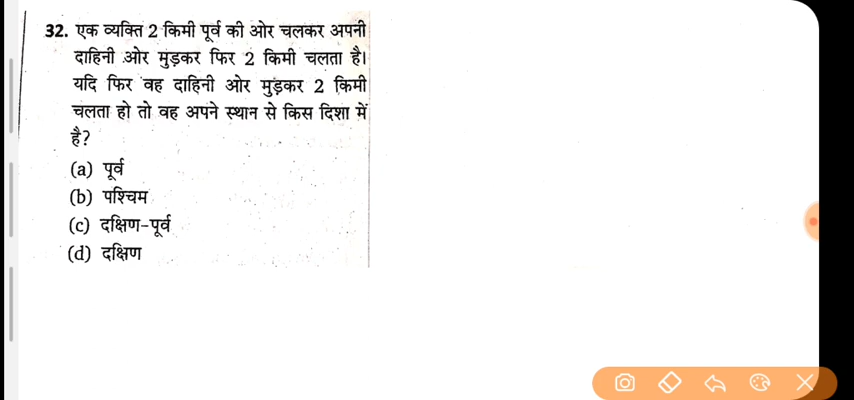 32. एक व्यक्ति 2 किमी पूर्व की ओर चलकर अपनी
दाहिनी ओर मुड़कर फिर 2 किमी चलता है।
यदि फिर वह दाहिनी ओर मुड़कर 2 किमी
चलता हो तो वह अपने स्थान से किस दिशा में
है?
(a) पूर्व
(b) पश्चिम
(c) दक्षिण-पूर्व
(d) दक्षिण